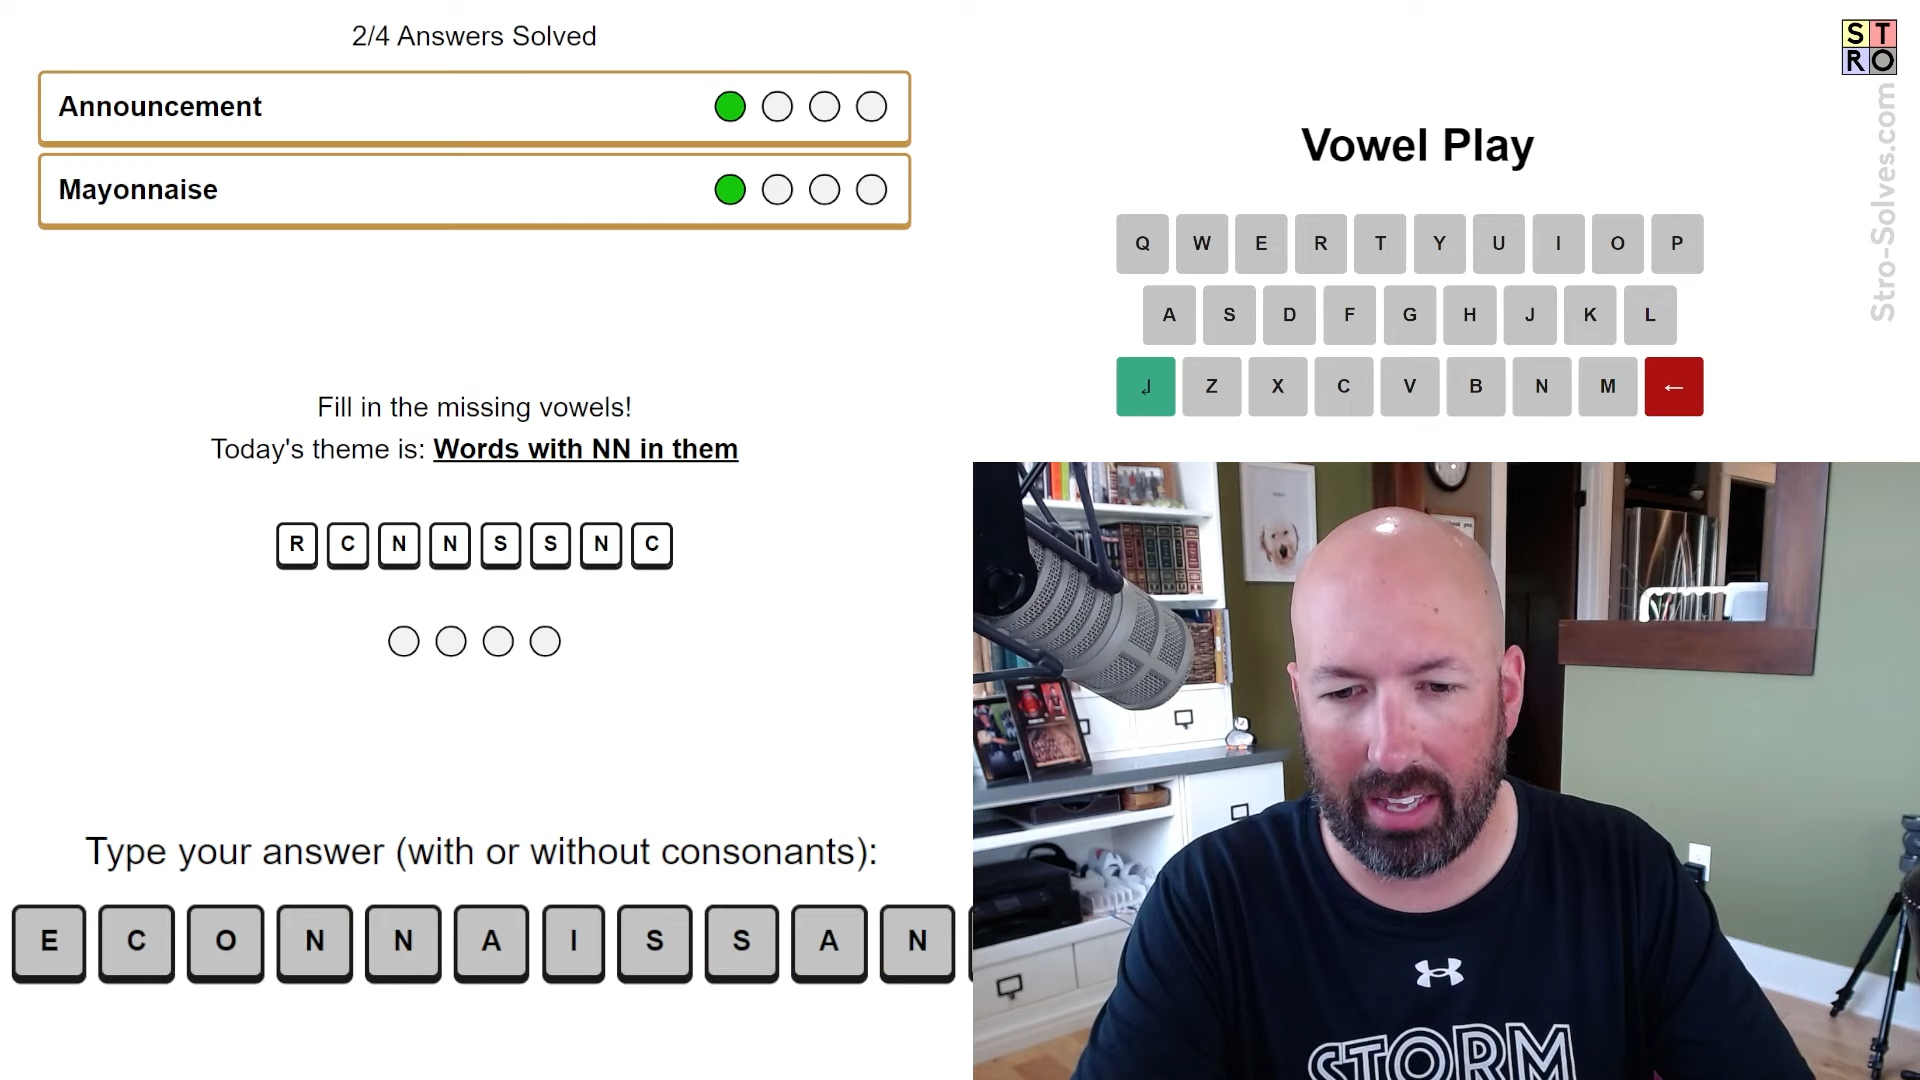 2/4 Answers Solved
Announcement
Mayonnaise
Fill in the missing vowels!
Today's theme is: Words with NN in them
R C N N S S N C
Type your answer (with or without consonants):
E C O N N A I S S A N
Vowel Play
Q W E R T Y U I O P
A S D F G H J K L
↲ Z X C V B N M ←
S T
R O
Stro-Solves.com
STORM